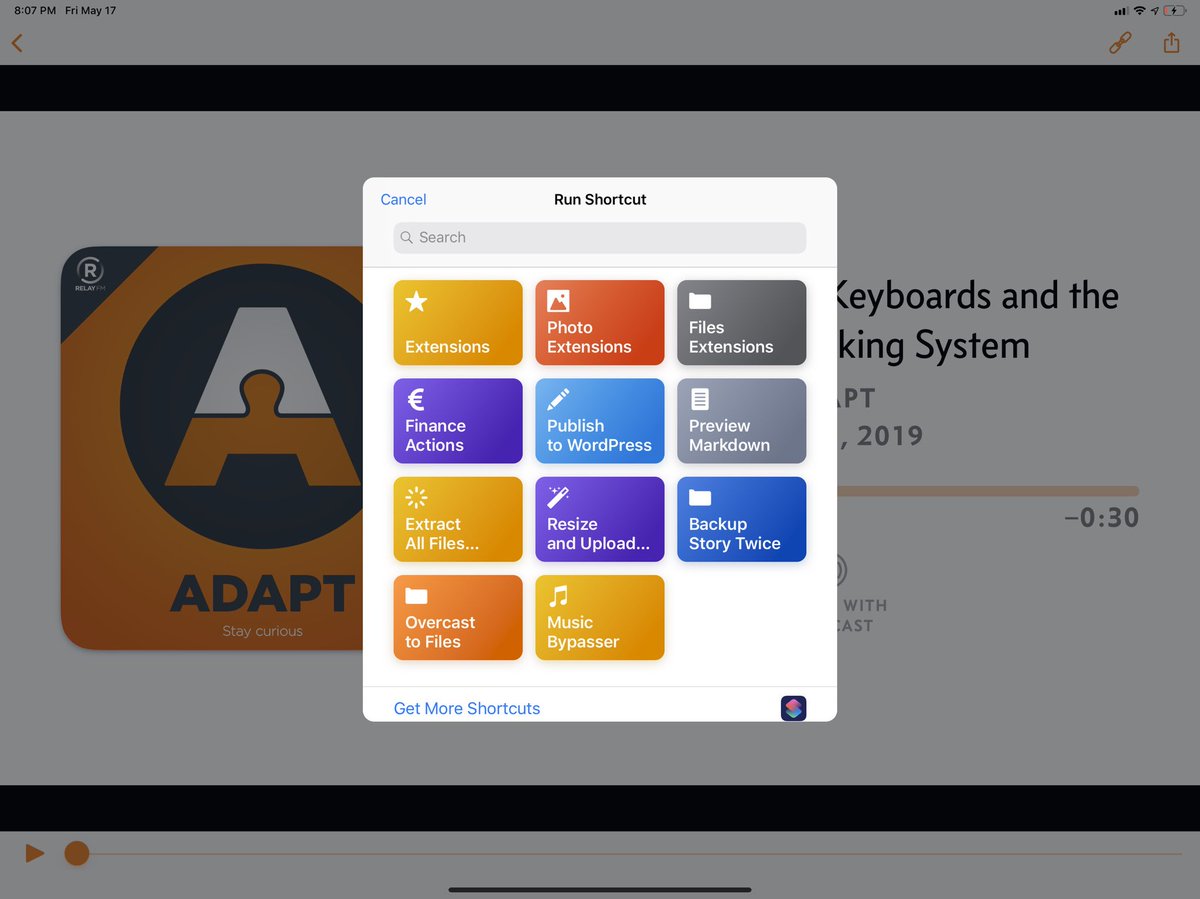 8:07 PM Fri May 17
Cancel
Run Shortcut
Search
Extensions
Photo
Extensions
Files
Extensions
Finance
Actions
Publish
to WordPress
Preview
Markdown
Extract
All Files...
Resize
and Upload...
Backup
Story Twice
Overcast
to Files
Music
Bypasser
Get More Shortcuts
R
RELAY FM
A
ADAPT
Stay curious
Keyboards and the
king System
APT
, 2019
−0:30
WITH
CAST